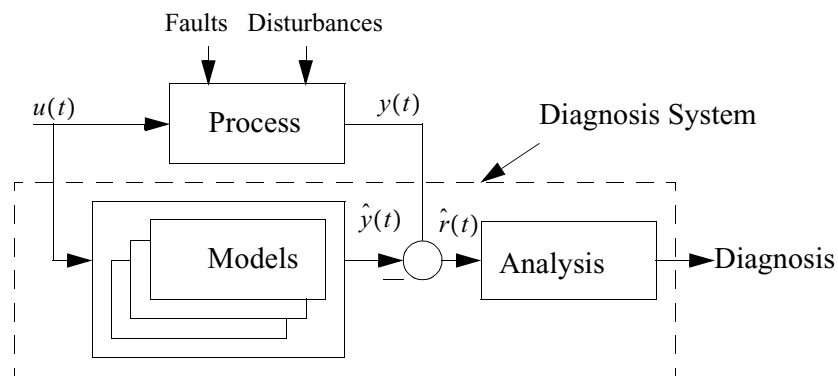 Faults Disturbances
u(t)
y(t)
Process
Diagnosis System
ŷ(t)
r̂(t)
Models
Analysis
Diagnosis